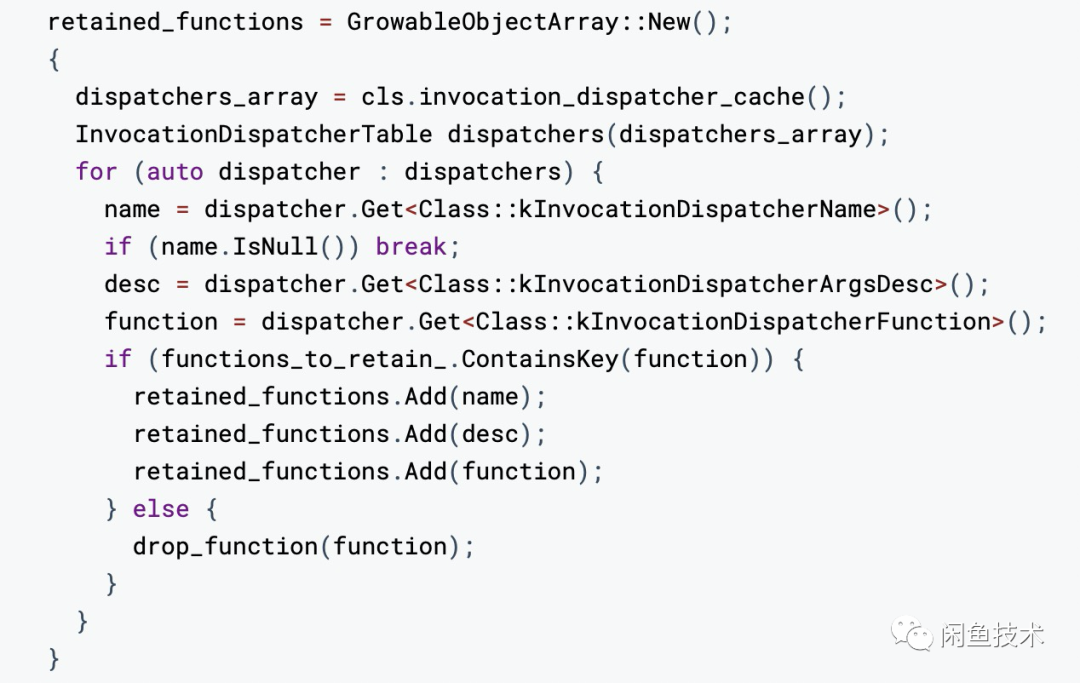 retained_functions = GrowableObjectArray::New();
{
  dispatchers_array = cls.invocation_dispatcher_cache();
  InvocationDispatcherTable dispatchers(dispatchers_array);
  for (auto dispatcher : dispatchers) {
    name = dispatcher.Get<Class::kInvocationDispatcherName>();
    if (name.IsNull()) break;
    desc = dispatcher.Get<Class::kInvocationDispatcherArgsDesc>();
    function = dispatcher.Get<Class::kInvocationDispatcherFunction>();
    if (functions_to_retain_.ContainsKey(function)) {
      retained_functions.Add(name);
      retained_functions.Add(desc);
      retained_functions.Add(function);
    } else {
      drop_function(function);
    }
  }
}
闲鱼技术